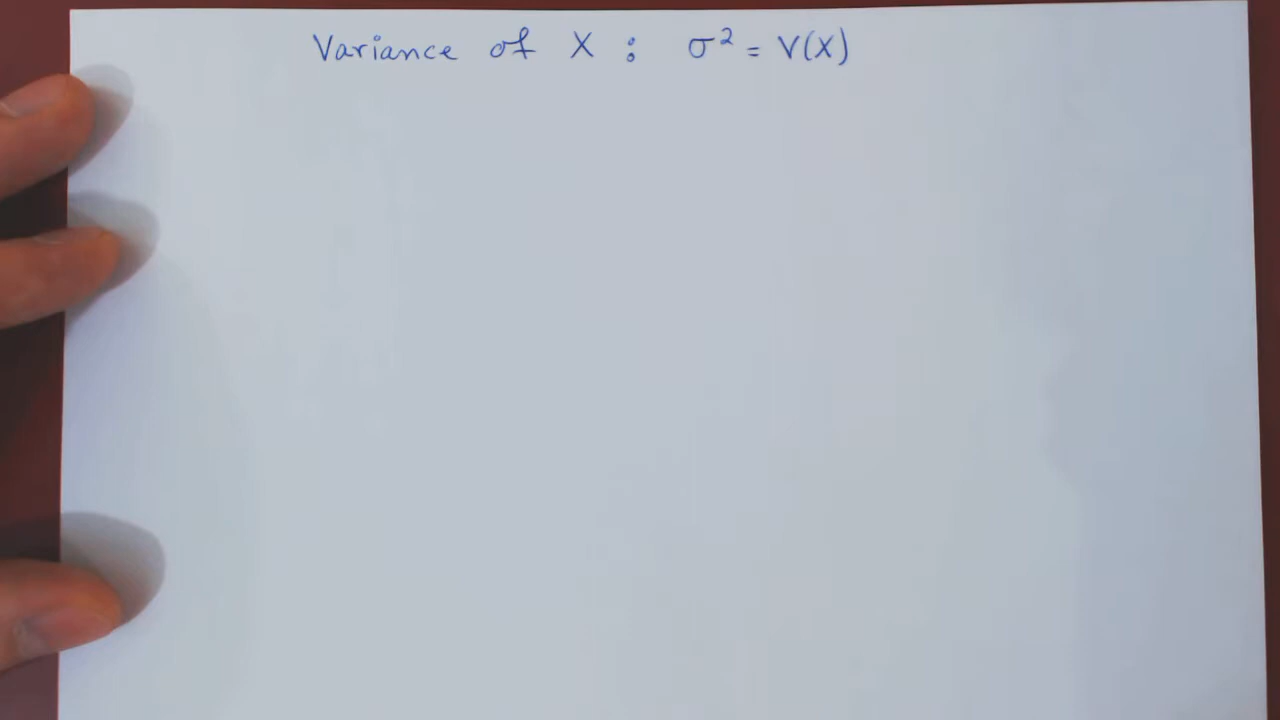 Variance of X : σ² = V(X)